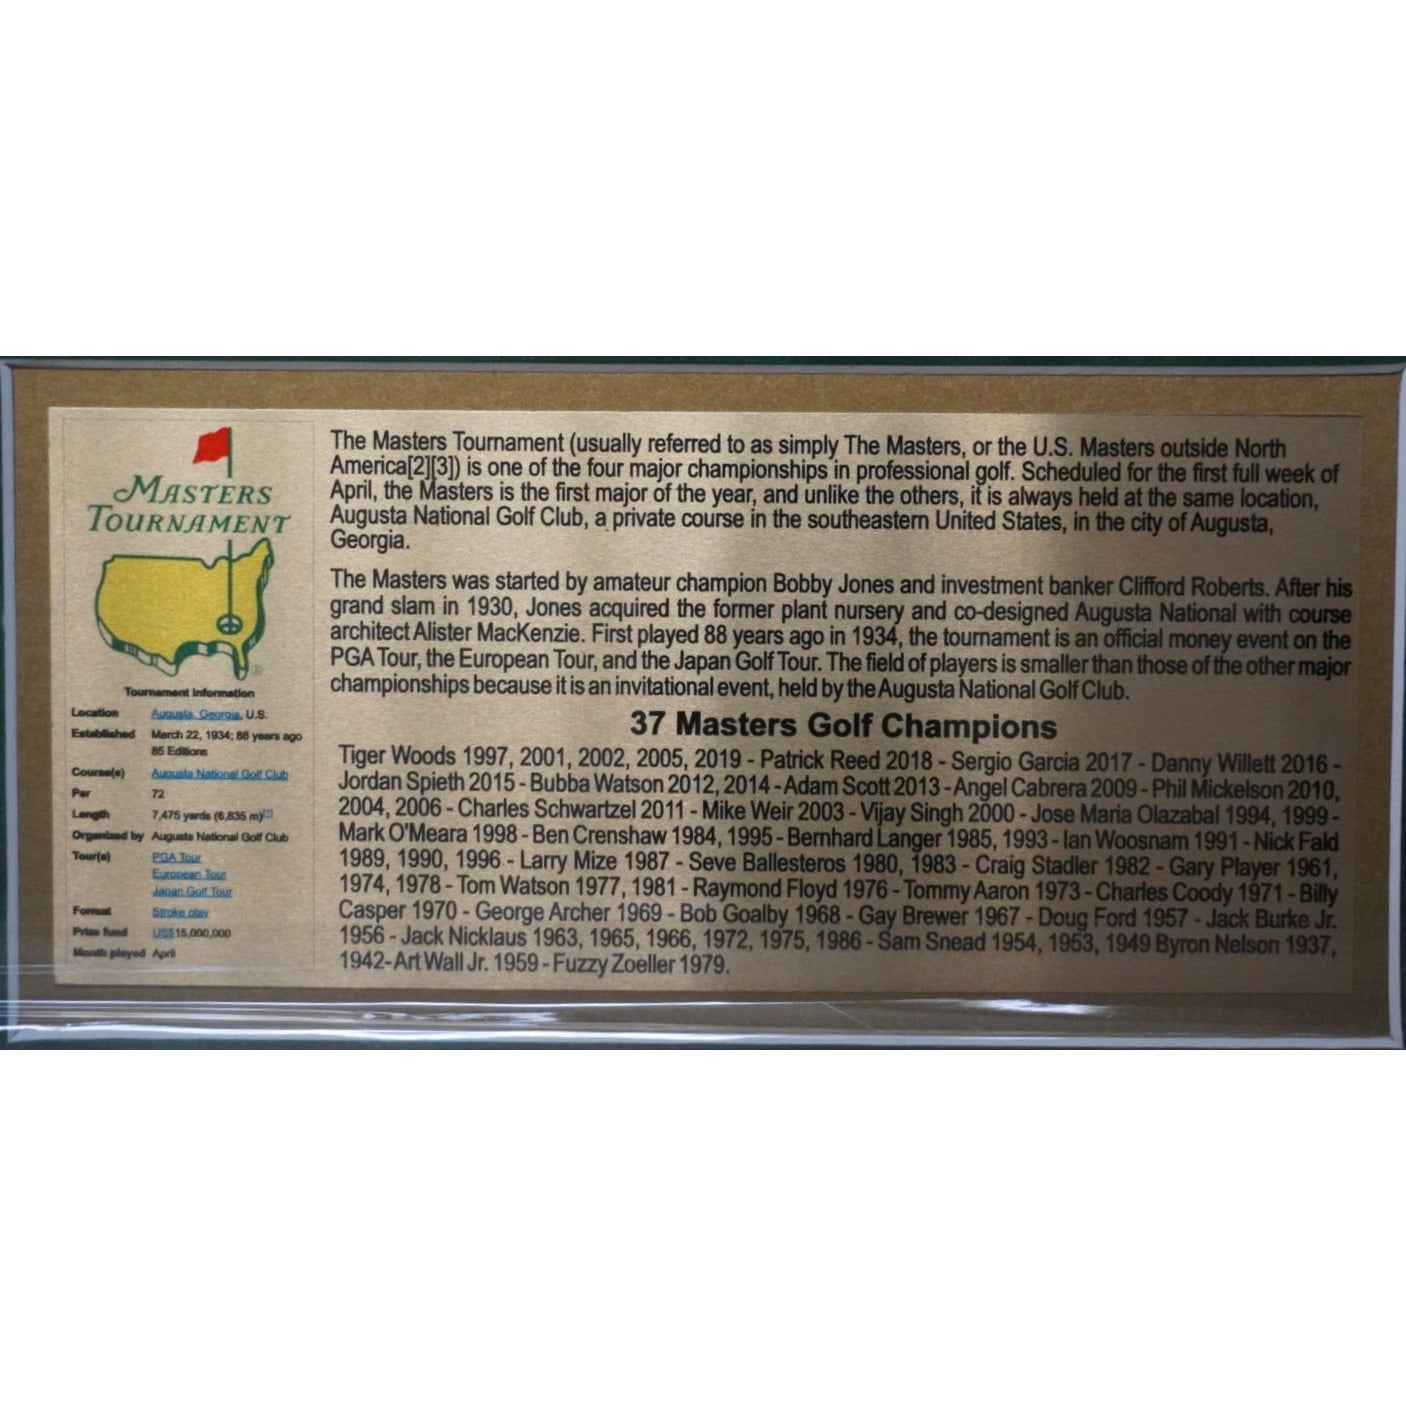 MASTERS
TOURNAMENT
®
Tournament information
Location Augusta, Georgia, U.S.
Established March 22, 1934; 88 years ago
85 Editions
Course(s) Augusta National Golf Club
Par 72
Length 7,475 yards (6,835 m)[1]
Organized by Augusta National Golf Club
Tour(s) PGA Tour
European Tour
Japan Golf Tour
Format Stroke play
Prize fund US$15,000,000
Month played April
The Masters Tournament (usually referred to as simply The Masters, or the U.S. Masters outside North
America[2][3]) is one of the four major championships in professional golf. Scheduled for the first full week of
April, the Masters is the first major of the year, and unlike the others, it is always held at the same location,
Augusta National Golf Club, a private course in the southeastern United States, in the city of Augusta,
Georgia.
The Masters was started by amateur champion Bobby Jones and investment banker Clifford Roberts. After his
grand slam in 1930, Jones acquired the former plant nursery and co-designed Augusta National with course
architect Alister MacKenzie. First played 88 years ago in 1934, the tournament is an official money event on the
PGA Tour, the European Tour, and the Japan Golf Tour. The field of players is smaller than those of the other major
championships because it is an invitational event, held by the Augusta National Golf Club.
37 Masters Golf Champions
Tiger Woods 1997, 2001, 2002, 2005, 2019 - Patrick Reed 2018 - Sergio Garcia 2017 - Danny Willett 2016 -
Jordan Spieth 2015 - Bubba Watson 2012, 2014 - Adam Scott 2013 - Angel Cabrera 2009 - Phil Mickelson 2010,
2004, 2006 - Charles Schwartzel 2011 - Mike Weir 2003 - Vijay Singh 2000 - Jose Maria Olazabal 1994, 1999 -
Mark O'Meara 1998 - Ben Crenshaw 1984, 1995 - Bernhard Langer 1985, 1993 - Ian Woosnam 1991 - Nick Fald
1989, 1990, 1996 - Larry Mize 1987 - Seve Ballesteros 1980, 1983 - Craig Stadler 1982 - Gary Player 1961,
1974, 1978 - Tom Watson 1977, 1981 - Raymond Floyd 1976 - Tommy Aaron 1973 - Charles Coody 1971 - Billy
Casper 1970 - George Archer 1969 - Bob Goalby 1968 - Gay Brewer 1967 - Doug Ford 1957 - Jack Burke Jr.
1956 - Jack Nicklaus 1963, 1965, 1966, 1972, 1975, 1986 - Sam Snead 1954, 1953, 1949 Byron Nelson 1937,
1942 - Art Wall Jr. 1959 - Fuzzy Zoeller 1979.